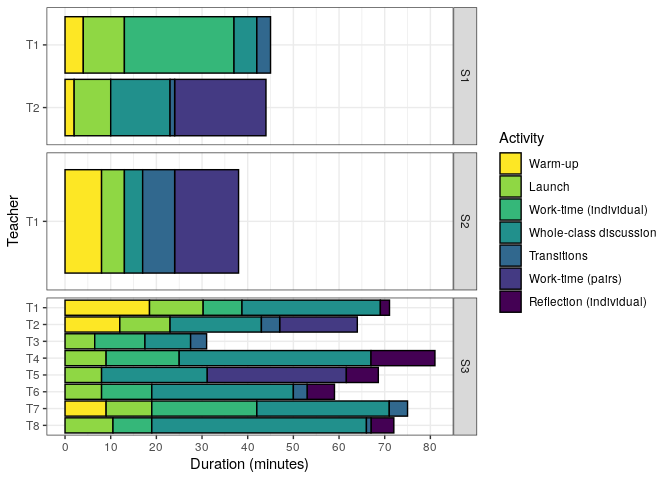 T1
T2
S1
T1
S2
T1
T2
T3
T4
T5
T6
T7
T8
S3
Teacher
0 10 20 30 40 50 60 70 80
Duration (minutes)
Activity
Warm-up
Launch
Work-time (individual)
Whole-class discussion
Transitions
Work-time (pairs)
Reflection (individual)